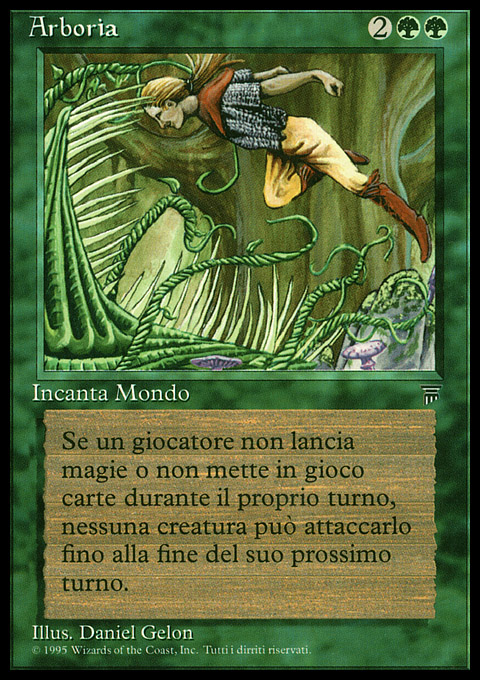 Arboria
2
Incanta Mondo
Se un giocatore non lancia
magie o non mette in gioco
carte durante il proprio turno,
nessuna creatura può attaccarlo
fino alla fine del suo prossimo
turno.
Illus. Daniel Gelon
© 1995 Wizards of the Coast, Inc. Tutti i dirriti riservati.